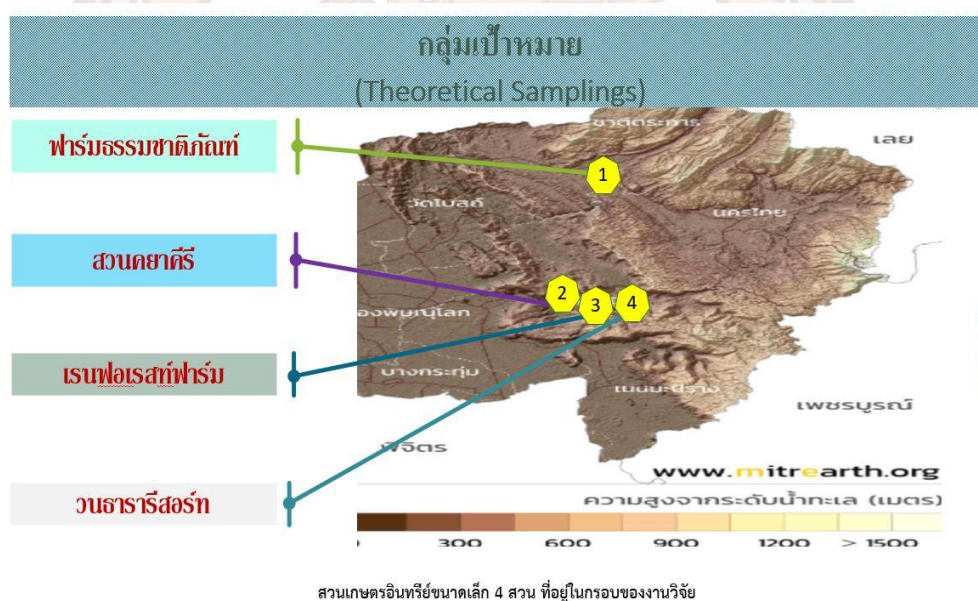 กลุ่มเป้าหมาย
(Theoretical Samplings)
ฟาร์มธรรมชาติภัณฑ์
สวนคยาคีรี
เรนฟอเรสท์ฟาร์ม
วนธารารีสอร์ท
ชาติตระการ
เลย
1
วัดโบสถ์
นครไทย
2
3
4
องพิษณุโลก
บางกระทุ่ม
เนินมะปราง
เพชรบูรณ์
พิจิตร
www.mitrearth.org
ความสูงจากระดับน้ำทะเล (เมตร)
300 600 900 1200 > 1500
สวนเกษตรอินทรีย์ขนาดเล็ก 4 สวน ที่อยู่ในกรอบของงานวิจัย